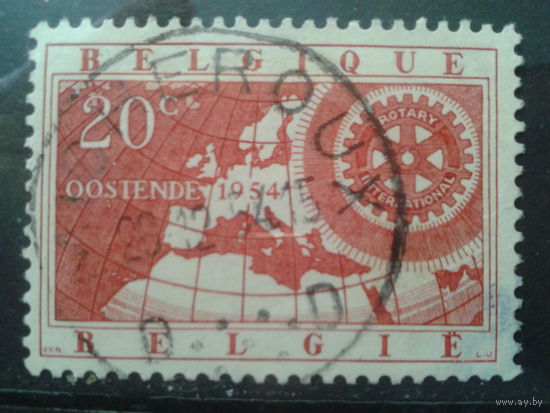 BELGIQUE
20C
ROTARY
INTERNATIONAL
OOSTENDE 1954
BELGIË
www.ay.by